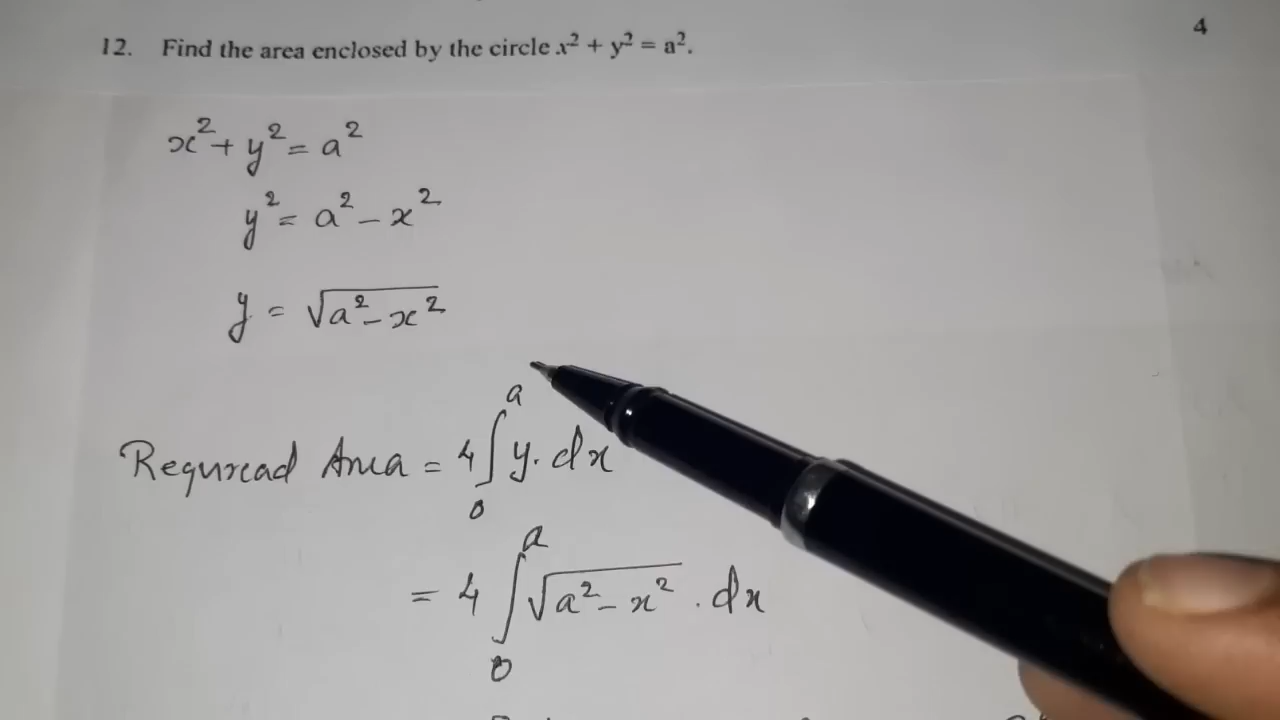 4
12. Find the area enclosed by the circle x² + y² = a².
x² + y² = a²
y² = a² - x²
y = √(a² - x²)
Requread Area = 4 ∫₀ᵃ y. dx
= 4 ∫₀ᵃ √(a² - x²) . dx